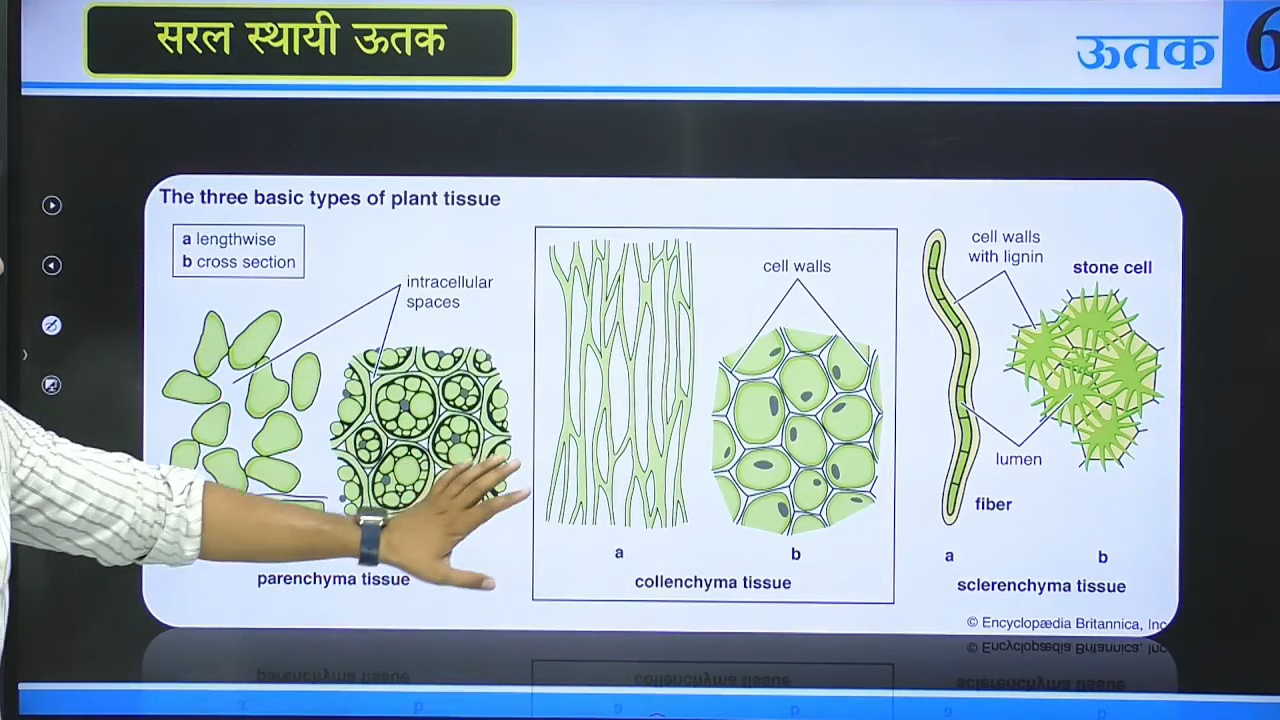 सरल स्थायी ऊतक
ऊतक 6
The three basic types of plant tissue
a lengthwise
b cross section
intracellular
spaces
cell walls
cell walls
with lignin
stone cell
lumen
fiber
a
b
a
b
parenchyma tissue
collenchyma tissue
sclerenchyma tissue
© Encyclopædia Britannica, Inc